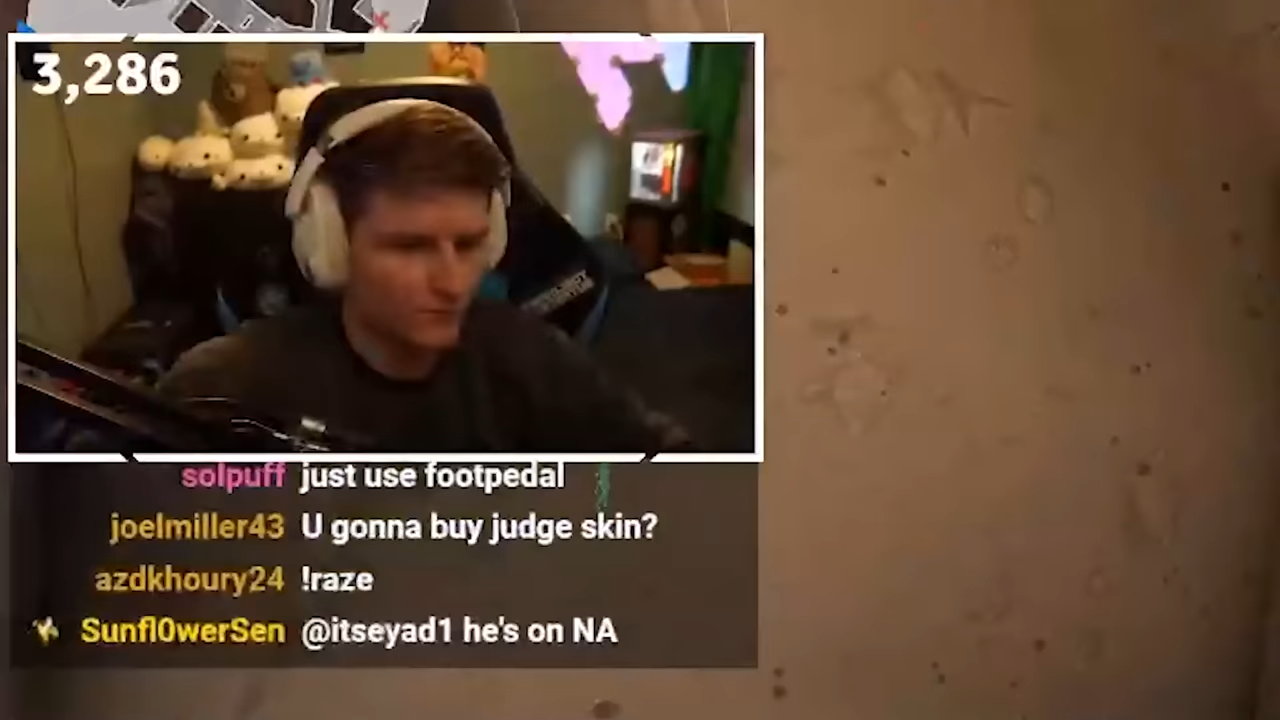 3,286
solpuff just use footpedal
joelmiller43 U gonna buy judge skin?
azdkhoury24 !raze
Sunfl0werSen @itseyad1 he's on NA